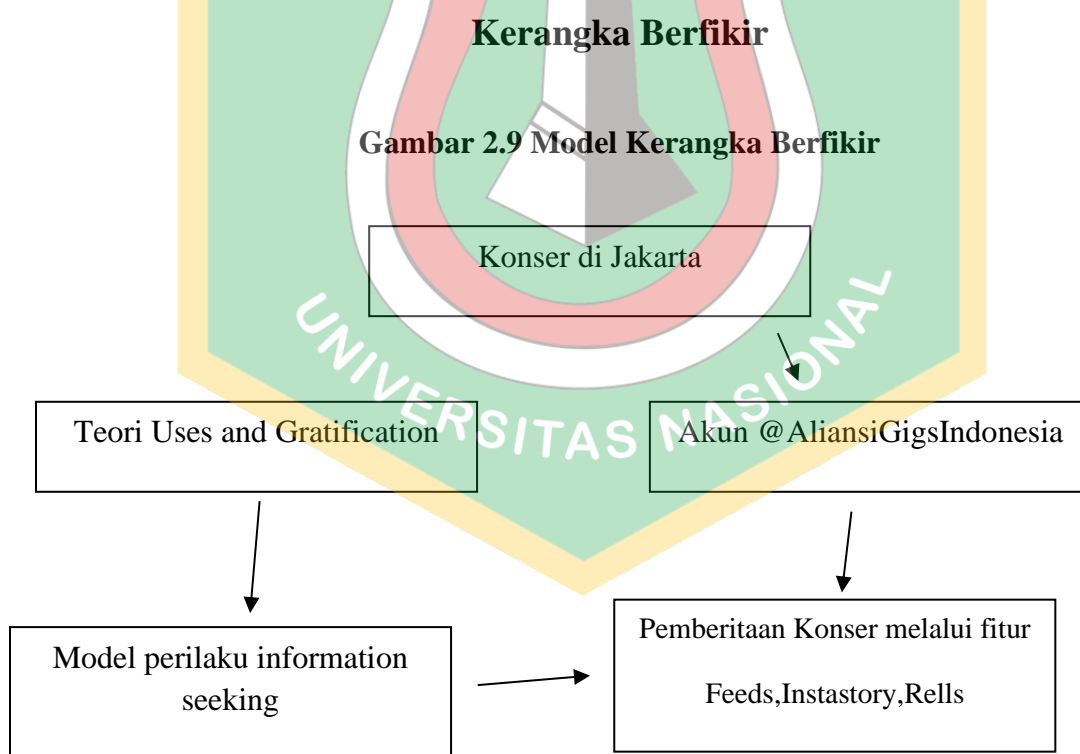 Kerangka Berfikir
Gambar 2.9 Model Kerangka Berfikir
Konser di Jakarta
UNIVERSITAS NASIONAL
Teori Uses and Gratification
Akun @AliansiGigsIndonesia
Model perilaku information
seeking
Pemberitaan Konser melalui fitur
Feeds,Instastory,Rells